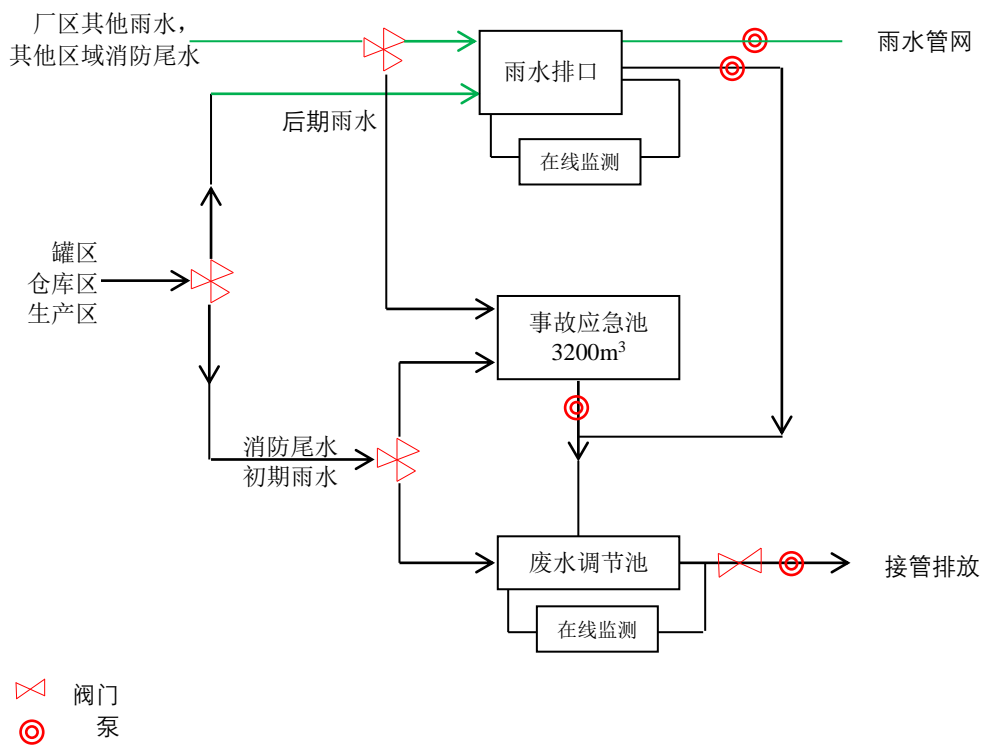 厂区其他雨水，
其他区域消防尾水
雨水排口
雨水管网
后期雨水
在线监测
罐区
仓库区
生产区
事故应急池
3200m³
消防尾水
初期雨水
废水调节池
接管排放
在线监测
阀门
泵